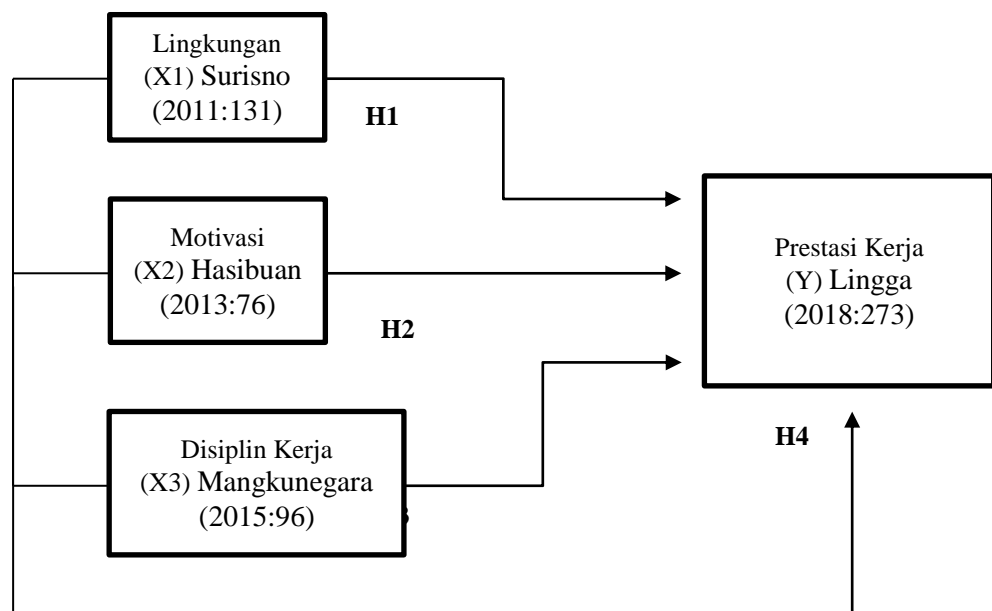 Lingkungan
(X1) Surisno
(2011:131)
H1
Motivasi
(X2) Hasibuan
(2013:76)
H2
Prestasi Kerja
(Y) Lingga
(2018:273)
Disiplin Kerja
(X3) Mangkunegara
(2015:96)
H4